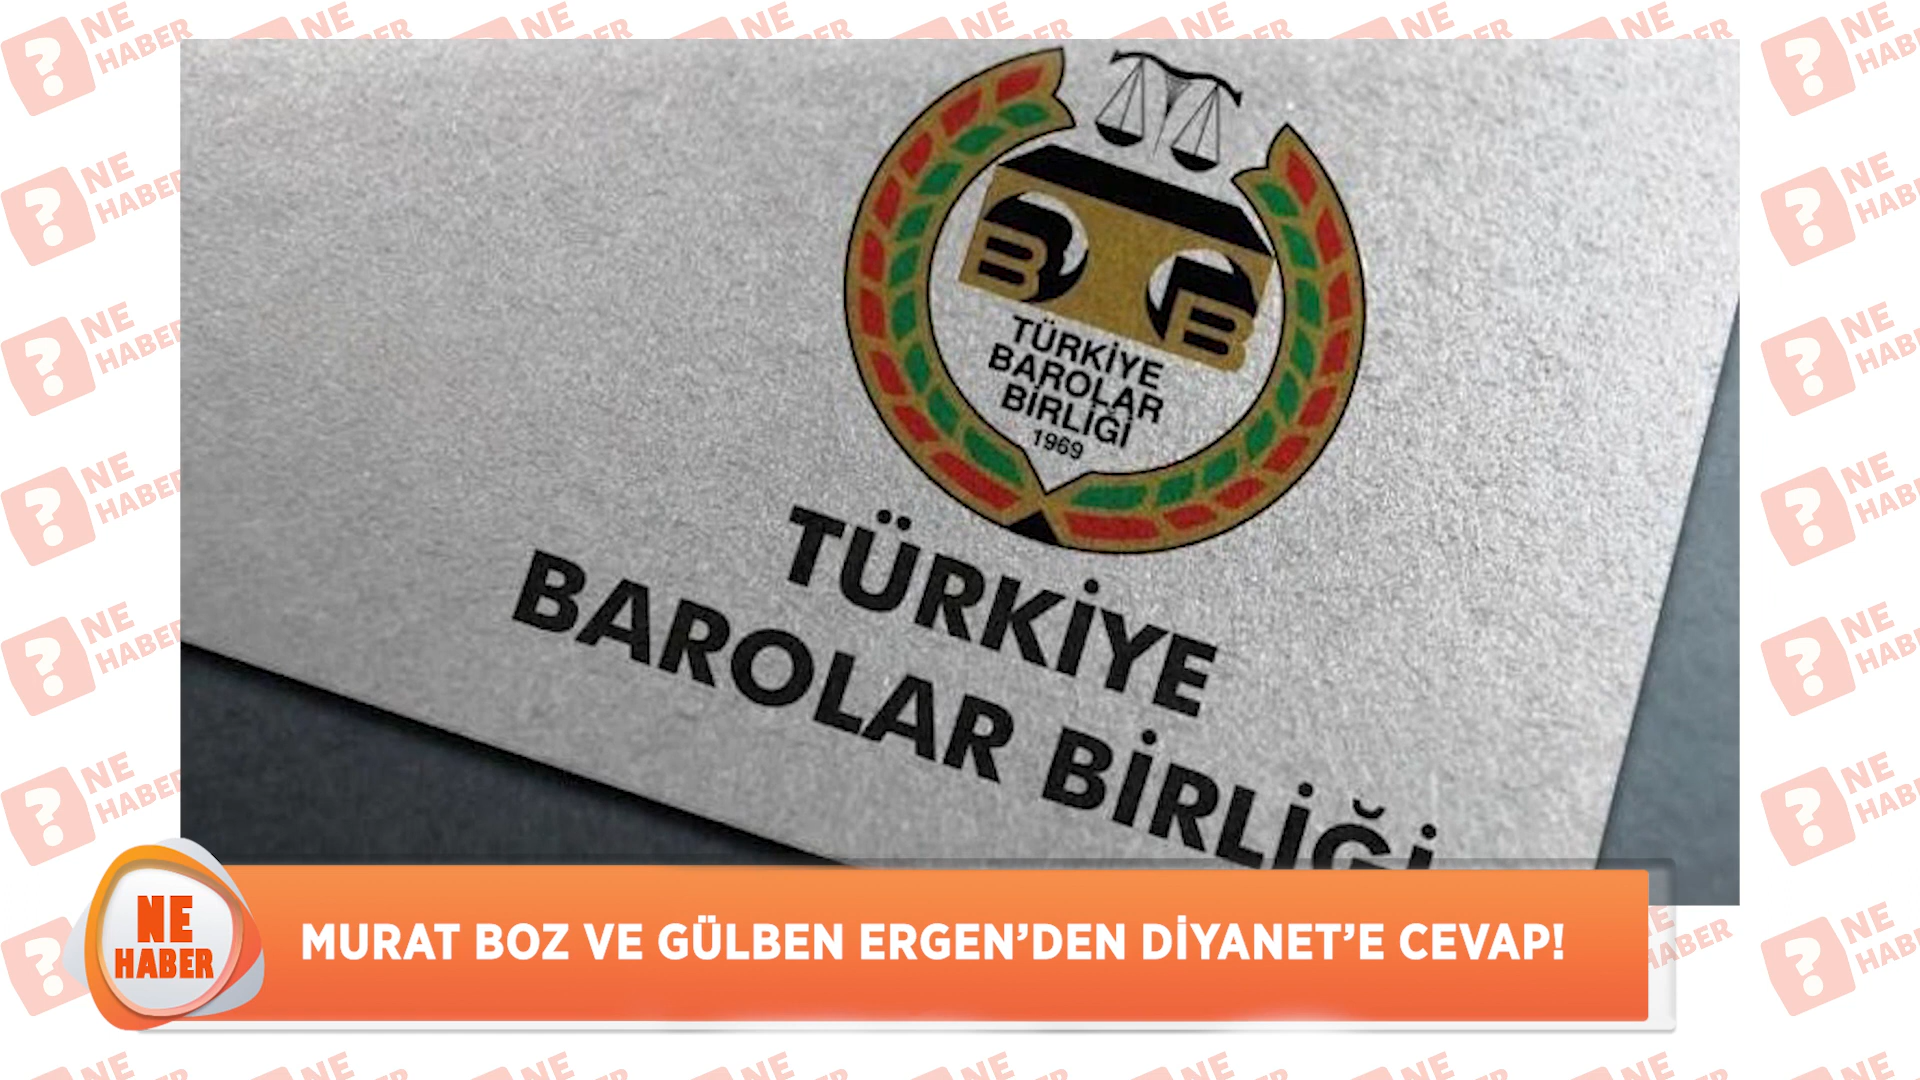 TÜRKİYE
BAROLAR
BİRLİĞİ
1969
TÜRKİYE
BAROLAR BİRLİĞİ
NE
HABER
MURAT BOZ VE GÜLBEN ERGEN’DEN DİYANET’E CEVAP!